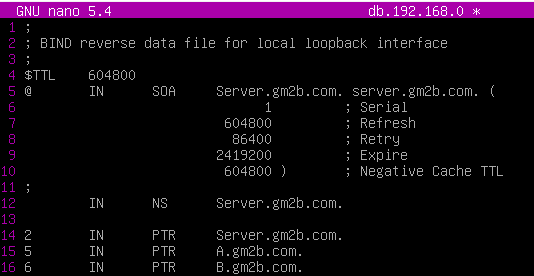 GNU nano 5.4 db.192.168.0 *
1 ;
2 ; BIND reverse data file for local loopback interface
3 ;
4 $TTL 604800
5 @ IN SOA Server.gm2b.com. server.gm2b.com. (
6 1 ; Serial
7 604800 ; Refresh
8 86400 ; Retry
9 2419200 ; Expire
10 604800 ) ; Negative Cache TTL
11 ;
12 IN NS Server.gm2b.com.
13
14 2 IN PTR Server.gm2b.com.
15 5 IN PTR A.gm2b.com.
16 6 IN PTR B.gm2b.com.